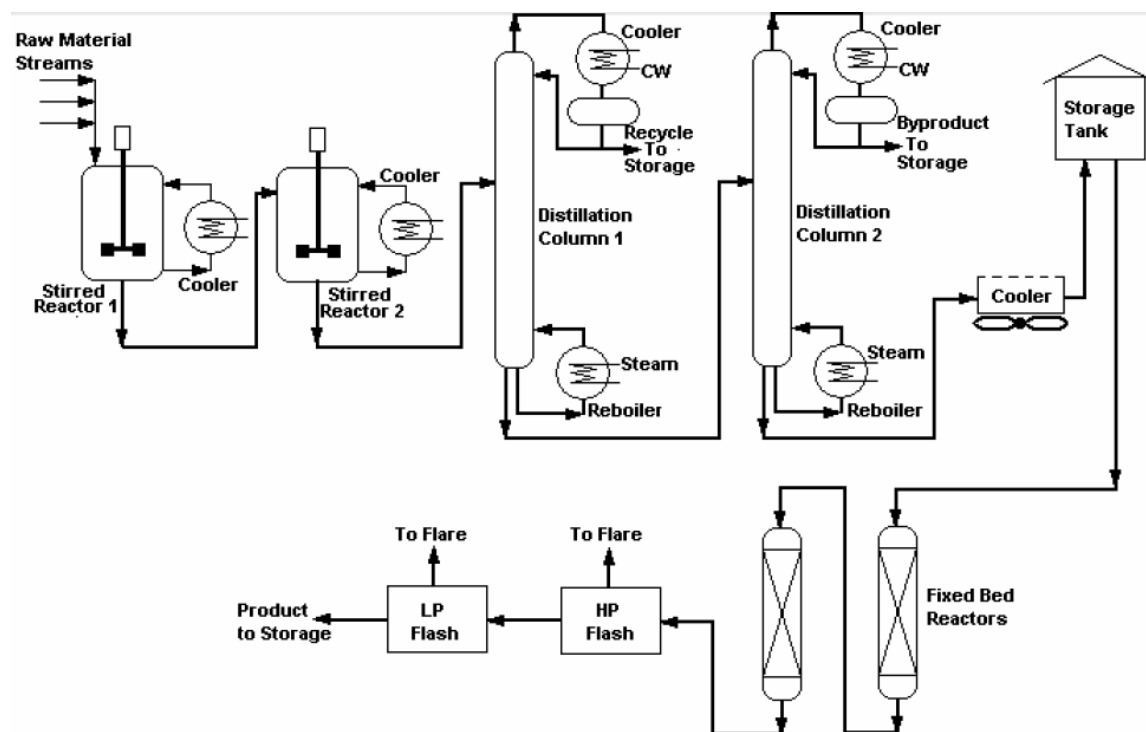 Raw Material
Streams
Stirred
Reactor 1
Cooler
Cooler
Stirred
Reactor 2
Cooler
CW
Recycle
To
Storage
Distillation
Column 1
Steam
Reboiler
Cooler
CW
Byproduct
To
Storage
Distillation
Column 2
Steam
Reboiler
Cooler
Storage
Tank
Fixed Bed
Reactors
To Flare
HP
Flash
To Flare
LP
Flash
Product
to Storage